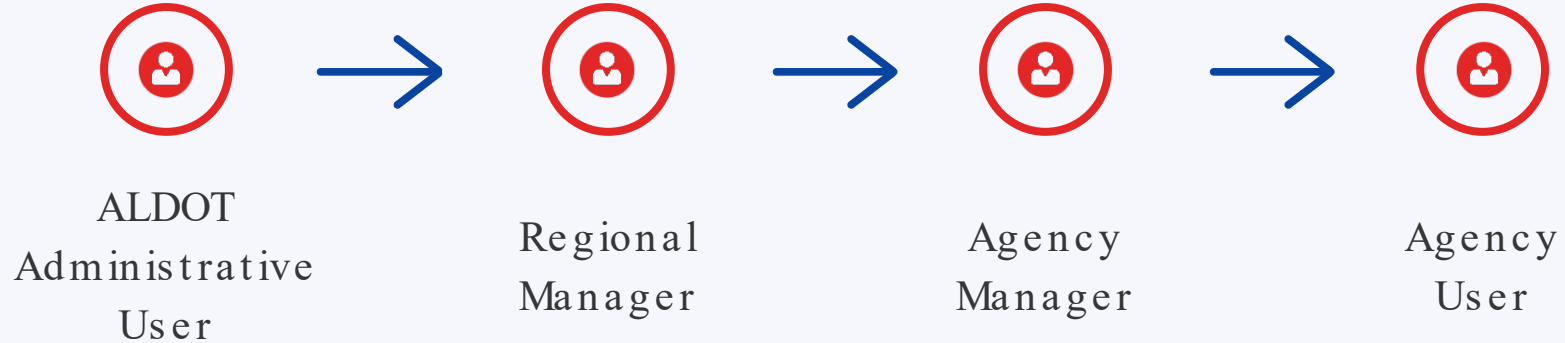 ALDOT
Administrative
User
Regional
Manager
Agency
Manager
Agency
User